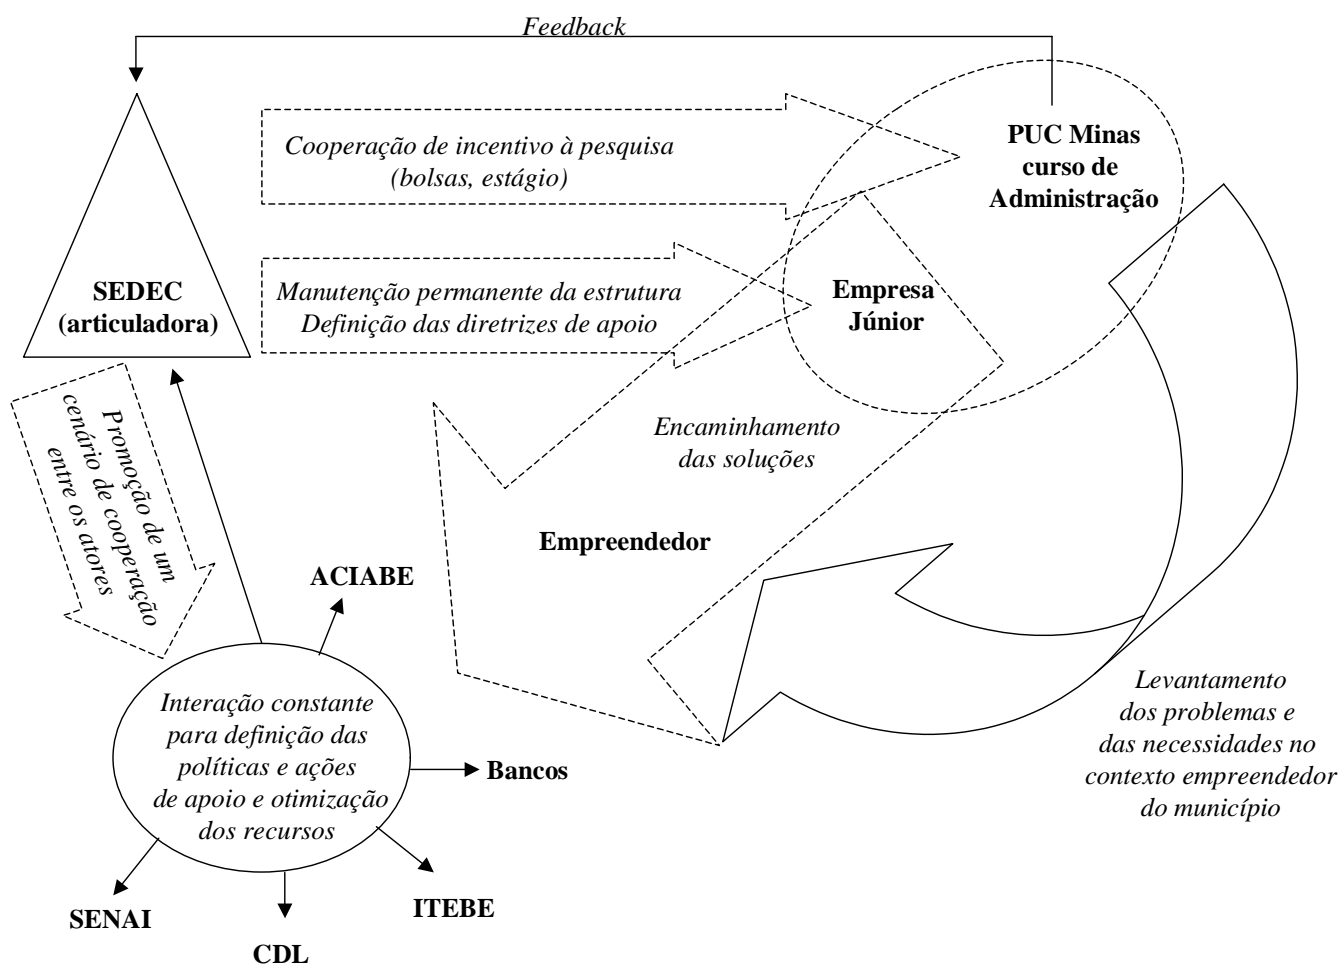 Feedback
Cooperação de incentivo à pesquisa
(bolsas, estágio)
PUC Minas
curso de
Administração
SEDEC
(articuladora)
Manutenção permanente da estrutura
Definição das diretrizes de apoio
Empresa
Júnior
Promoção de um
cenário de cooperação
entre os atores
Encaminhamento
das soluções
Empreendedor
ACIABE
Interação constante
para definição das
políticas e ações
de apoio e otimização
dos recursos
Bancos
Levantamento
dos problemas e
das necessidades no
contexto empreendedor
do município
SENAI
CDL
ITEBE